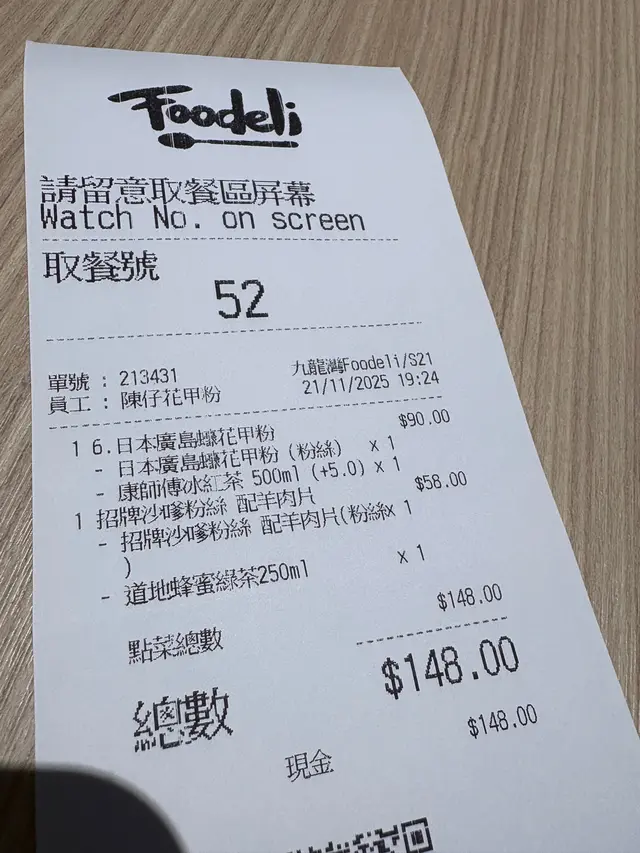 Foodeli
請留意取餐區屏幕
Watch No. on screen
取餐號
52
單號 : 213431 九龍灣Foodeli/S21
員工 : 陳仔花甲粉 21/11/2025 19:24
1 6.日本廣島蠔花甲粉 $90.00
- 日本廣島蠔花甲粉 (粉絲) x 1
- 康師傅冰紅茶 500ml (+5.0) x 1
1 招牌沙嗲粉絲 配羊肉片 $58.00
- 招牌沙嗲粉絲 配羊肉片(粉絲x 1
)
- 道地蜂蜜綠茶250ml x 1
點菜總數 $148.00
總數 $148.00
現金 $148.00